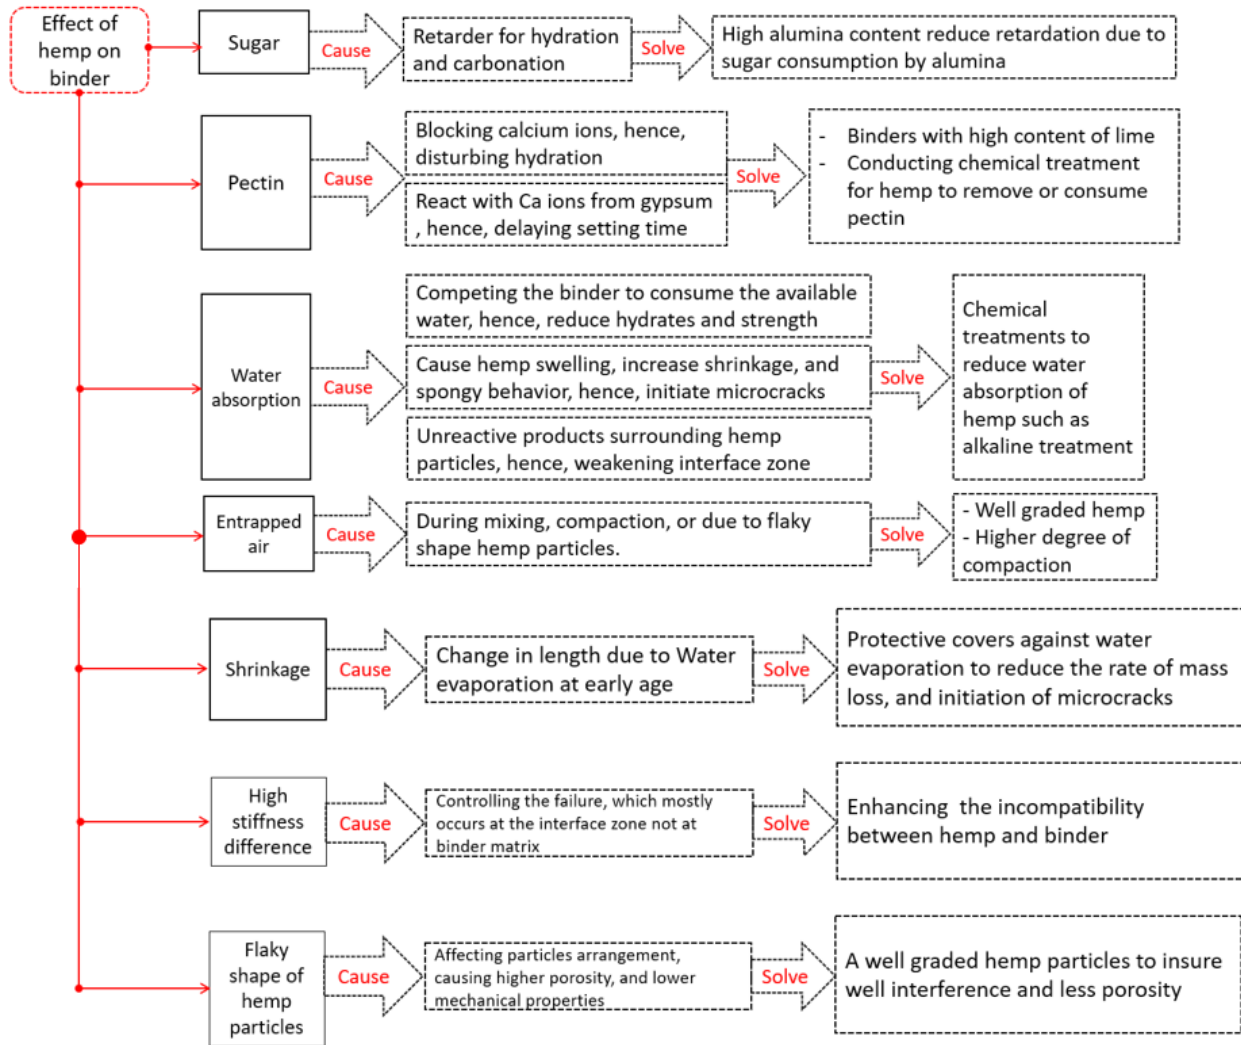 Effect of
hemp on
binder
Sugar
Cause
Retarder for hydration
and carbonation
Solve
High alumina content reduce retardation due to
sugar consumption by alumina
Pectin
Cause
Blocking calcium ions, hence,
disturbing hydration
React with Ca ions from gypsum
, hence, delaying setting time
Solve
- Binders with high content of lime
- Conducting chemical treatment
for hemp to remove or consume
pectin
Water
absorption
Cause
Competing the binder to consume the available
water, hence, reduce hydrates and strength
Cause hemp swelling, increase shrinkage, and
spongy behavior, hence, initiate microcracks
Unreactive products surrounding hemp
particles, hence, weakening interface zone
Solve
Chemical
treatments to
reduce water
absorption of
hemp such as
alkaline treatment
Entrapped
air
Cause
During mixing, compaction, or due to flaky
shape hemp particles.
Solve
- Well graded hemp
- Higher degree of
compaction
Shrinkage
Cause
Change in length due to Water
evaporation at early age
Solve
Protective covers against water
evaporation to reduce the rate of mass
loss, and initiation of microcracks
High
stiffness
difference
Cause
Controlling the failure, which mostly
occurs at the interface zone not at
binder matrix
Solve
Enhancing the incompatibility
between hemp and binder
Flaky
shape of
hemp
particles
Cause
Affecting particles arrangement,
causing higher porosity, and lower
mechanical properties
Solve
A well graded hemp particles to insure
well interference and less porosity